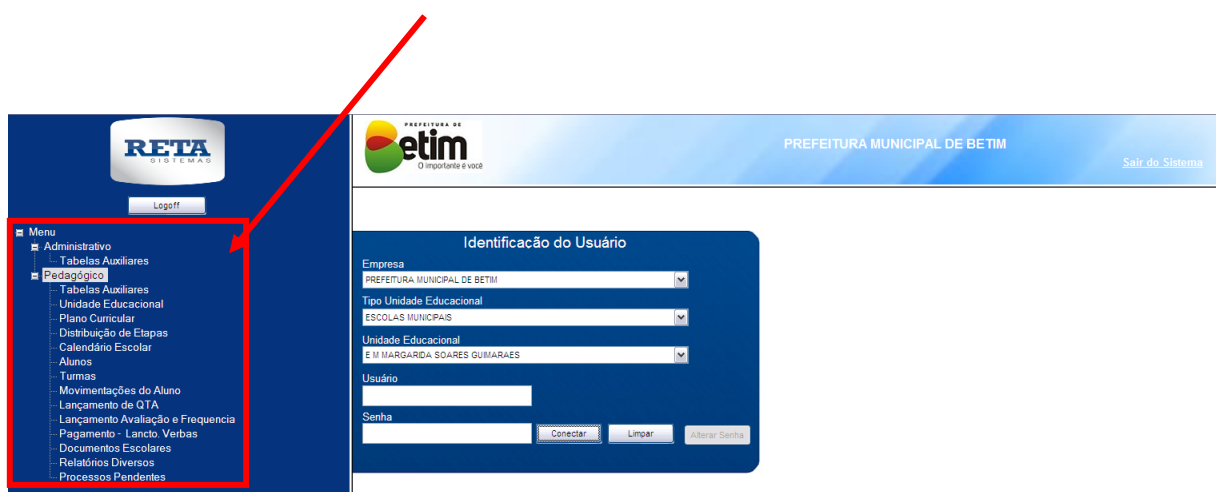 RETA
SISTEMAS
Logoff
Menu
Administrativo
Tabelas Auxiliares
Pedagógico
Tabelas Auxiliares
Unidade Educacional
Plano Curricular
Distribuição de Etapas
Calendário Escolar
Alunos
Turmas
Movimentações do Aluno
Lançamento de QTA
Lançamento Avaliação e Frequencia
Pagamento - Lancto. Verbas
Documentos Escolares
Relatórios Diversos
Processos Pendentes
PREFEITURA DE
Betim
O importante é você
PREFEITURA MUNICIPAL DE BETIM
Sair do Sistema
Identificação do Usuário
Empresa
PREFEITURA MUNICIPAL DE BETIM
Tipo Unidade Educacional
ESCOLAS MUNICIPAIS
Unidade Educacional
E M MARGARIDA SOARES GUIMARAES
Usuário
Senha
Conectar Limpar Alterar Senha